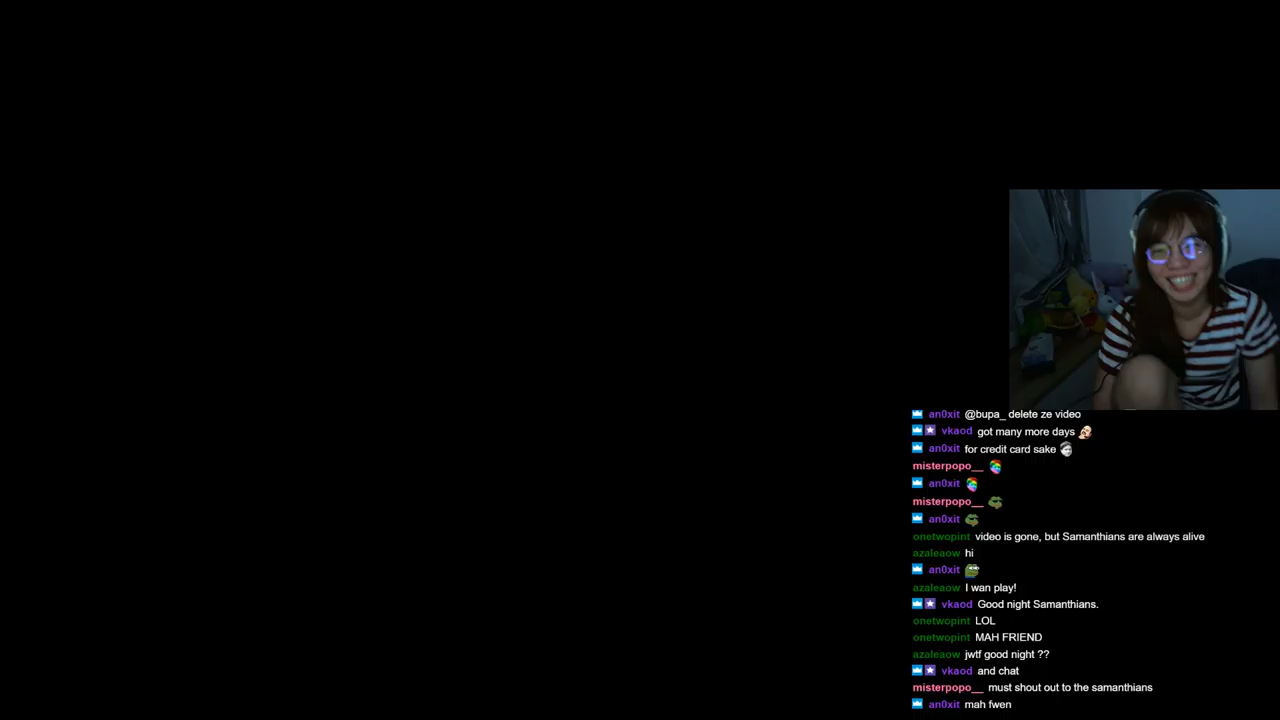 an0xit @bupa_ delete ze video
vkaod got many more days
an0xit for credit card sake
misterpopo__
an0xit
misterpopo__
an0xit
onetwopint video is gone, but Samanthians are always alive
azaleaow hi
an0xit
azaleaow I wan play!
vkaod Good night Samanthians.
onetwopint LOL
onetwopint MAH FRIEND
azaleaow jwtf good night ??
vkaod and chat
misterpopo__ must shout out to the samanthians
an0xit mah fwen